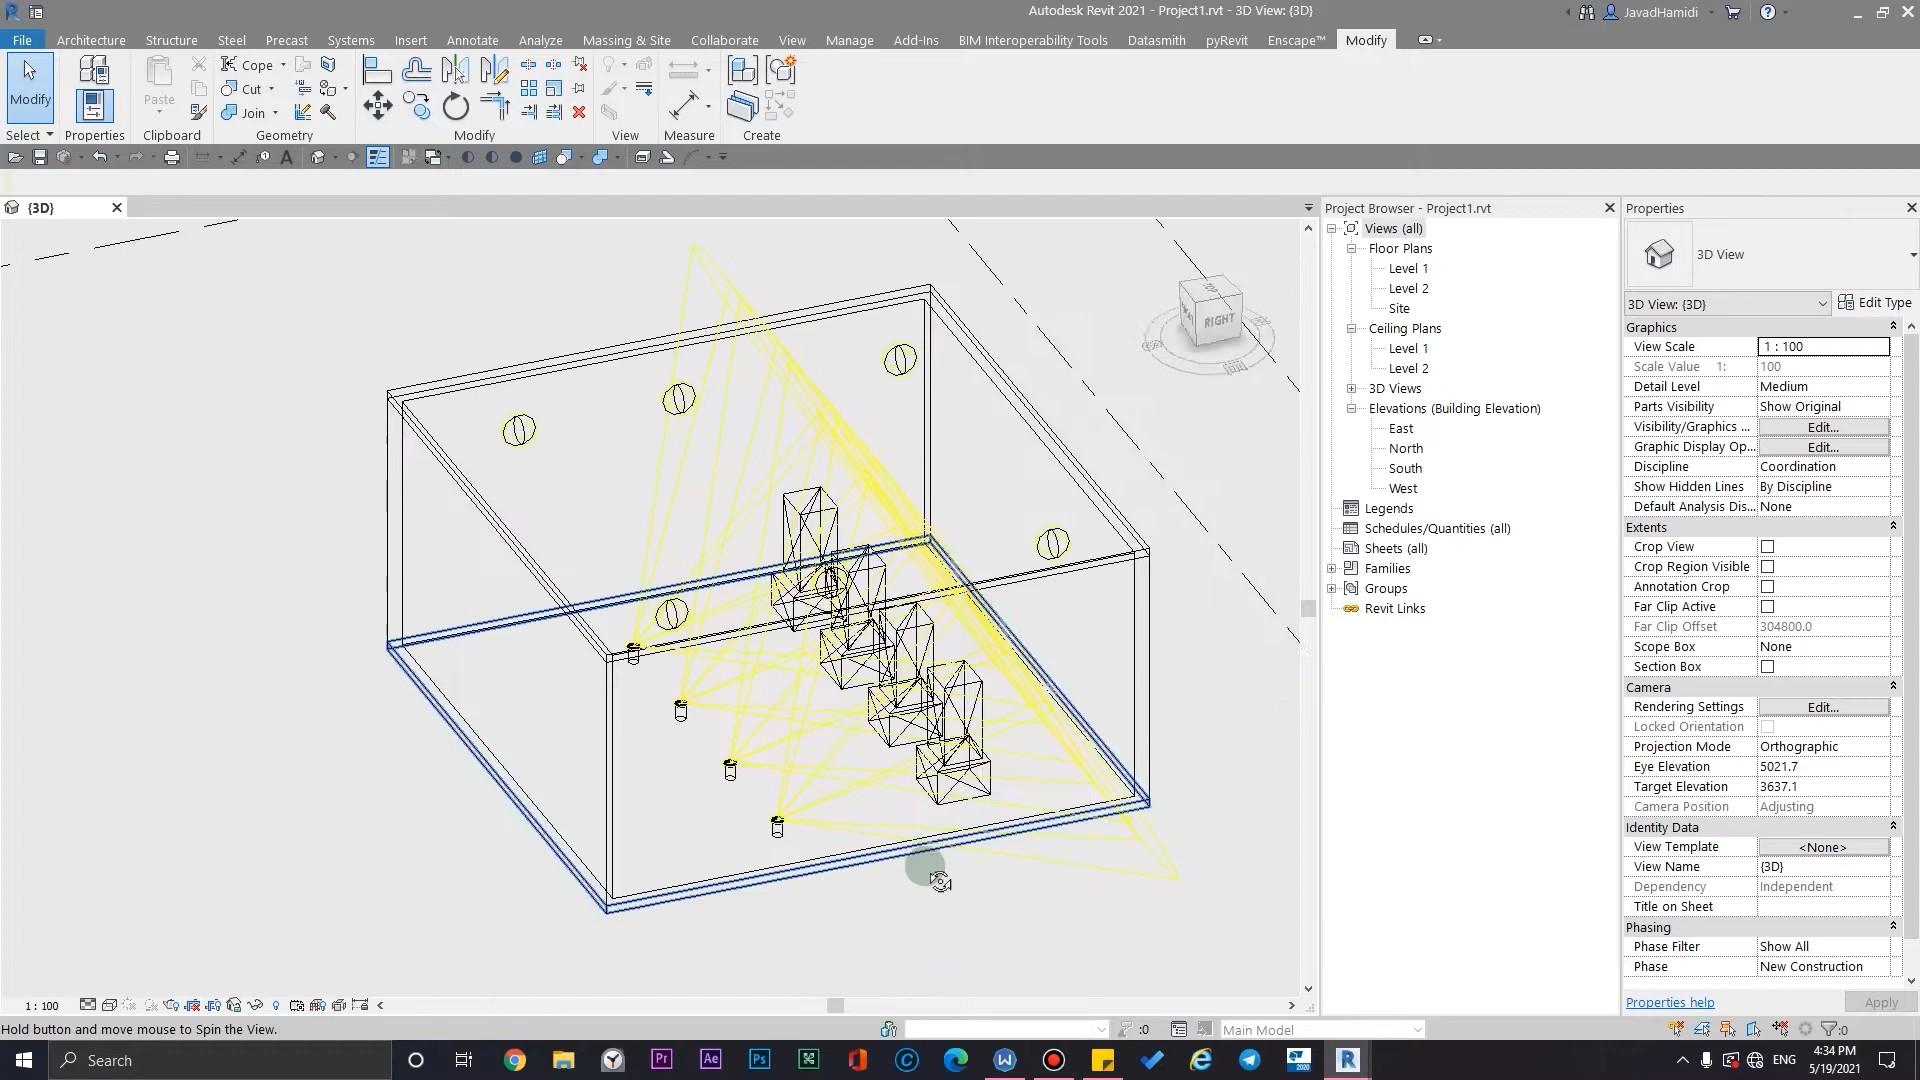 Autodesk Revit 2021 - Project1.rvt - 3D View: {3D}
JavadHamidi
File
Architecture
Structure
Steel
Precast
Systems
Insert
Annotate
Analyze
Massing & Site
Collaborate
View
Manage
Add-Ins
BIM Interoperability Tools
Datasmith
pyRevit
Enscape™
Modify
Modify
Paste
Cope
Cut
Join
Select
Properties
Clipboard
Geometry
Modify
View
Measure
Create
{3D}
TOP
RIGHT
Project Browser - Project1.rvt
Views (all)
Floor Plans
Level 1
Level 2
Site
Ceiling Plans
Level 1
Level 2
3D Views
Elevations (Building Elevation)
East
North
South
West
Legends
Schedules/Quantities (all)
Sheets (all)
Families
Groups
Revit Links
Properties
3D View
3D View: {3D}
Edit Type
Graphics
View Scale 1 : 100
Scale Value 1: 100
Detail Level Medium
Parts Visibility Show Original
Visibility/Graphics ... Edit...
Graphic Display Op... Edit...
Discipline Coordination
Show Hidden Lines By Discipline
Default Analysis Dis... None
Extents
Crop View
Crop Region Visible
Annotation Crop
Far Clip Active
Far Clip Offset 304800.0
Scope Box None
Section Box
Camera
Rendering Settings Edit...
Locked Orientation
Projection Mode Orthographic
Eye Elevation 5021.7
Target Elevation 3637.1
Camera Position Adjusting
Identity Data
View Template <None>
View Name {3D}
Dependency Independent
Title on Sheet
Phasing
Phase Filter Show All
Phase New Construction
Properties help
Apply
1 : 100
Hold button and move mouse to Spin the View.
:0
Main Model
:0
Search
Pr
Ae
Ps
2020
R
ENG
4:34 PM
5/19/2021